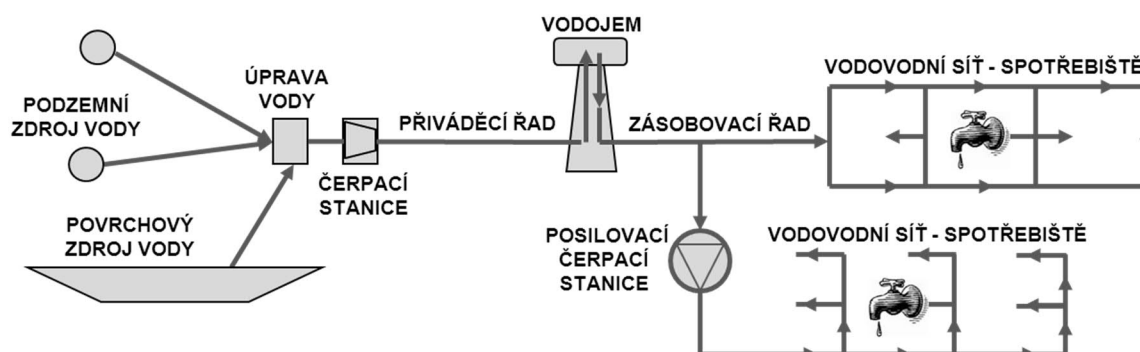 VODOJEM
ÚPRAVA
VODY
PODZEMNÍ
ZDROJ VODY
PŘIVÁDĚCÍ ŘAD
ZÁSOBOVACÍ ŘAD
VODOVODNÍ SÍŤ - SPOTŘEBIŠTĚ
ČERPACÍ
STANICE
POVRCHOVÝ
ZDROJ VODY
POSILOVACÍ
ČERPACÍ
STANICE
VODOVODNÍ SÍŤ - SPOTŘEBIŠTĚ